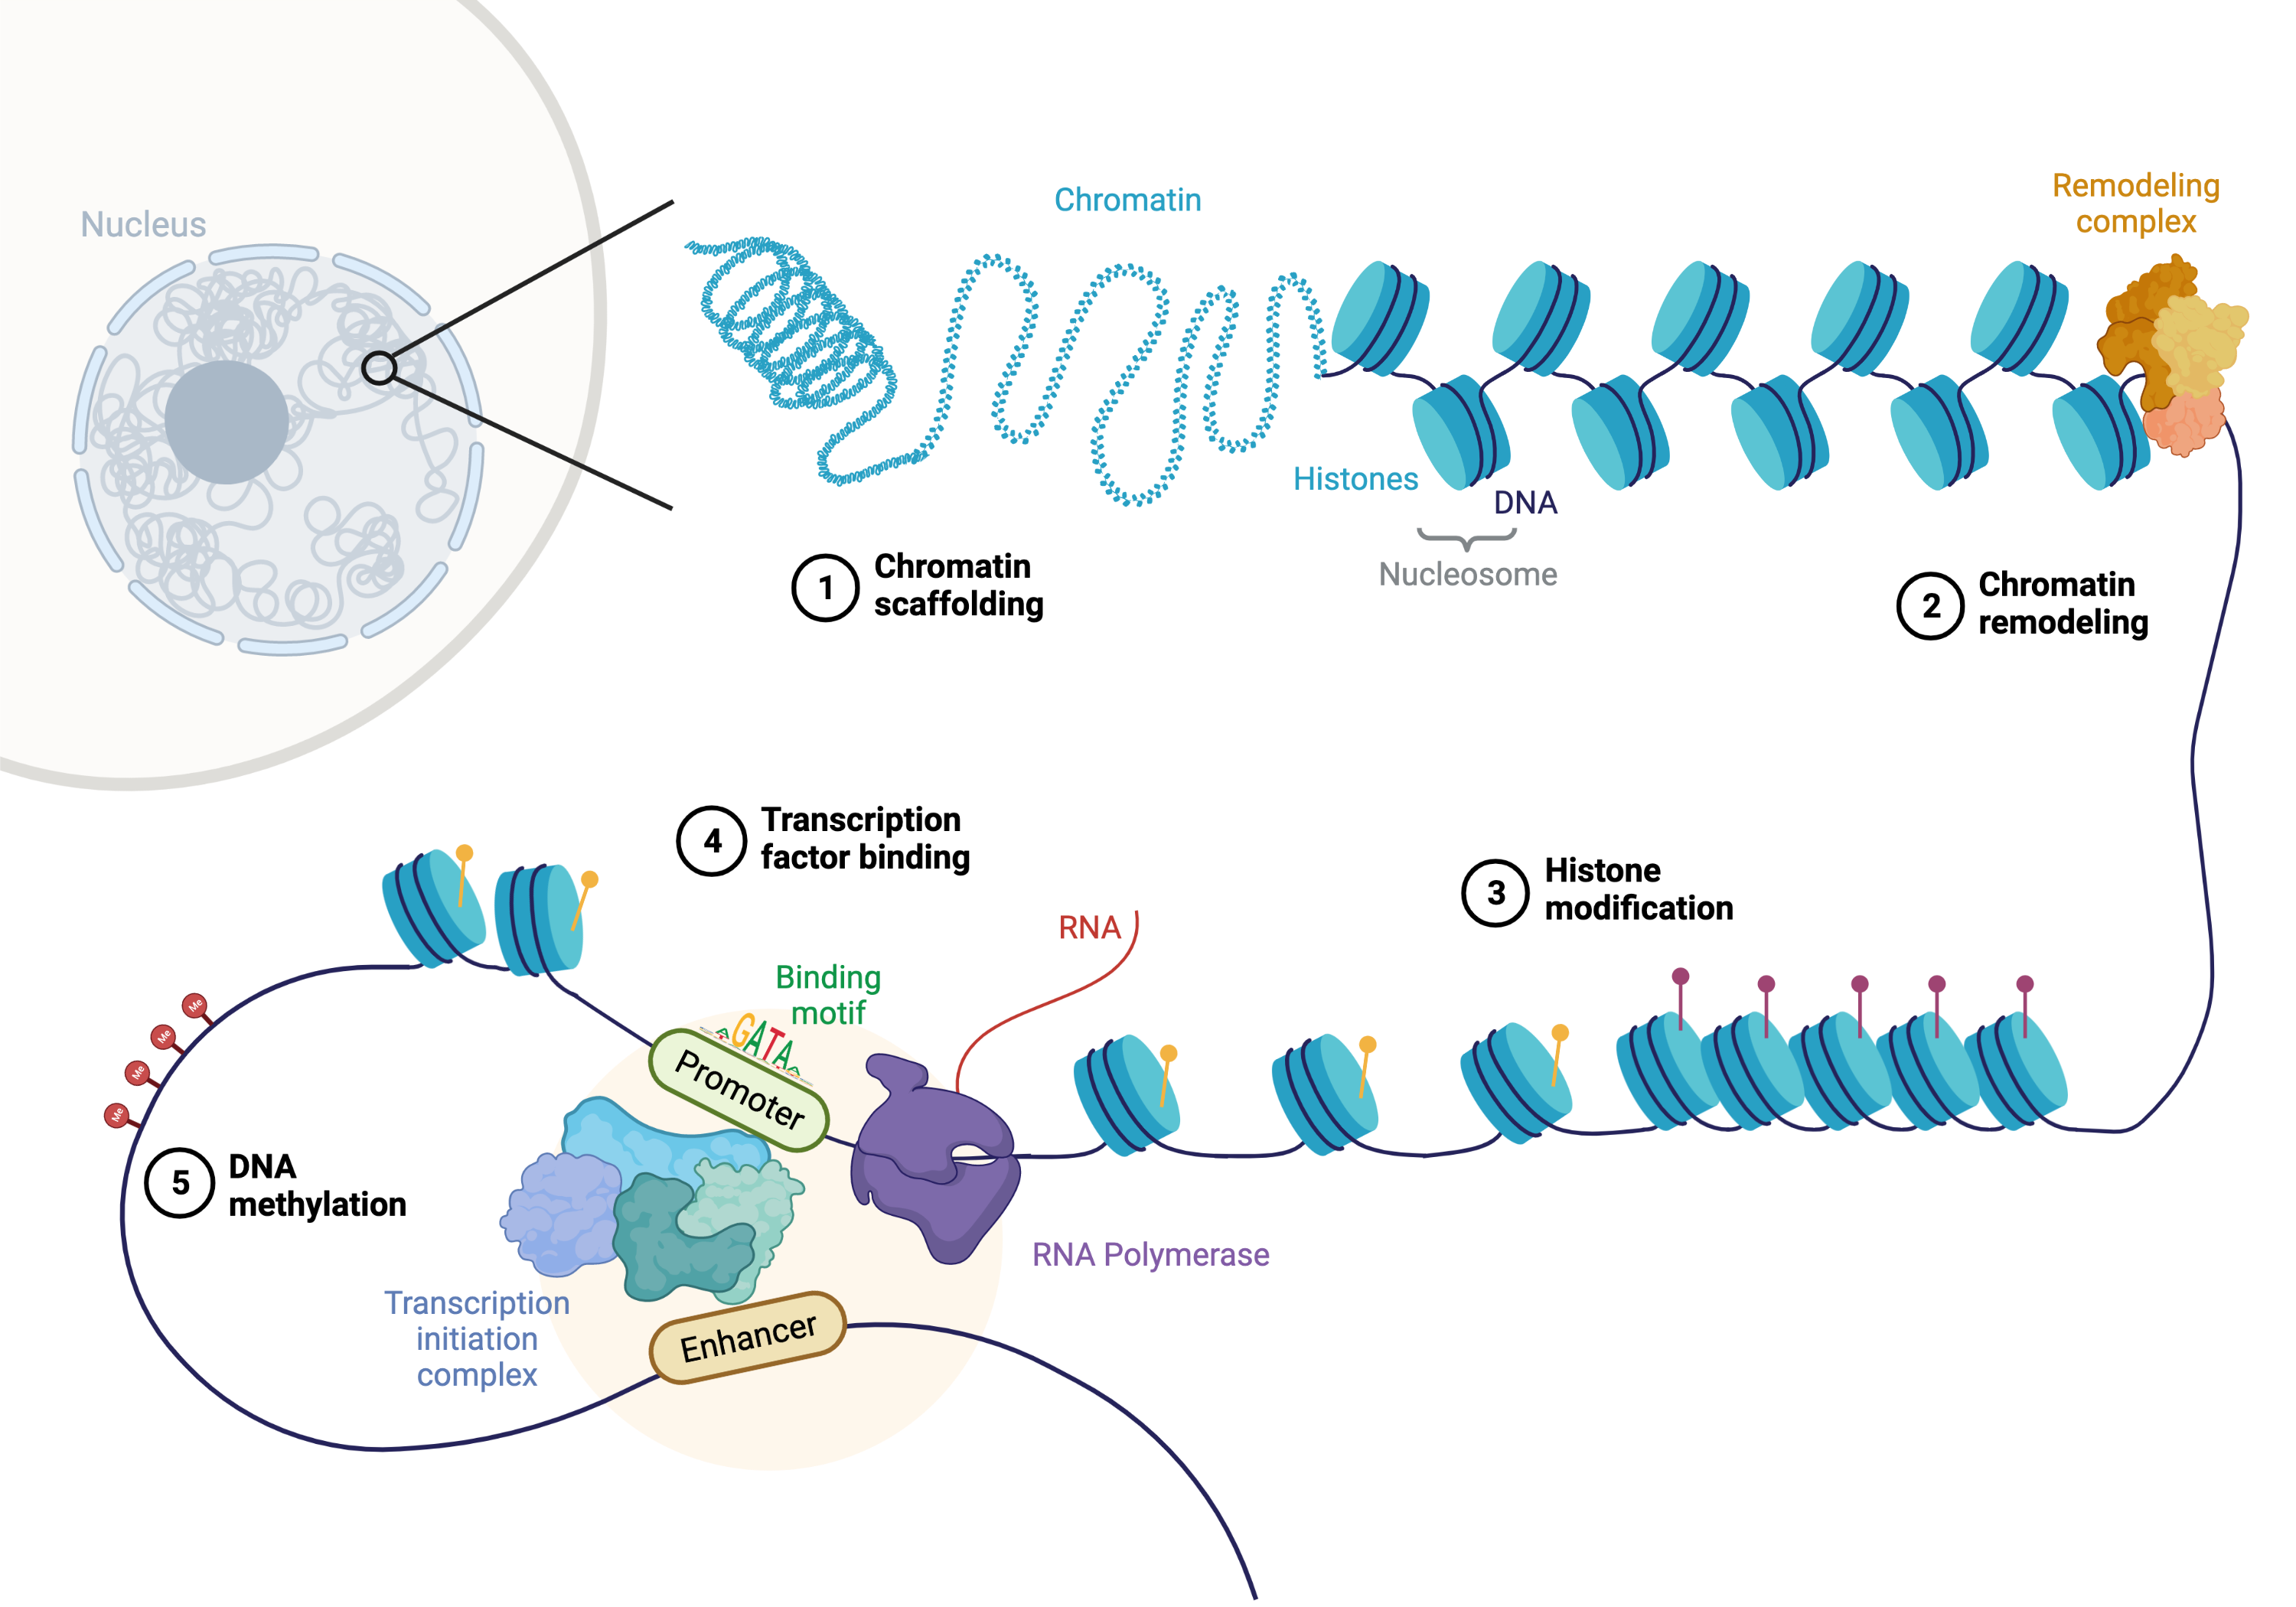 Nucleus
Chromatin
Remodeling
complex
Histones
DNA
Nucleosome
1
Chromatin
scaffolding
2
Chromatin
remodeling
4
Transcription
factor binding
3
Histone
modification
RNA
Binding
motif
GATA
Promoter
Me
Me
Me
Me
5
DNA
methylation
RNA Polymerase
Transcription
initiation
complex
Enhancer